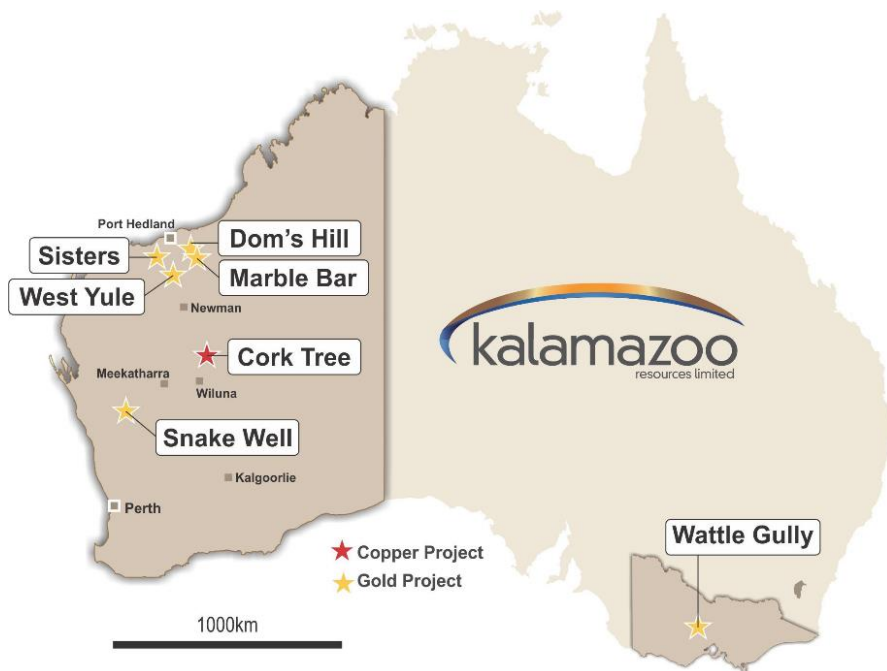 Port Hedland
Dom's Hill
Sisters
Marble Bar
West Yule
Newman
kalamazoo
resources limited
Cork Tree
Meekatharra
Wiluna
Snake Well
Kalgoorlie
Perth
Wattle Gully
Copper Project
Gold Project
1000km